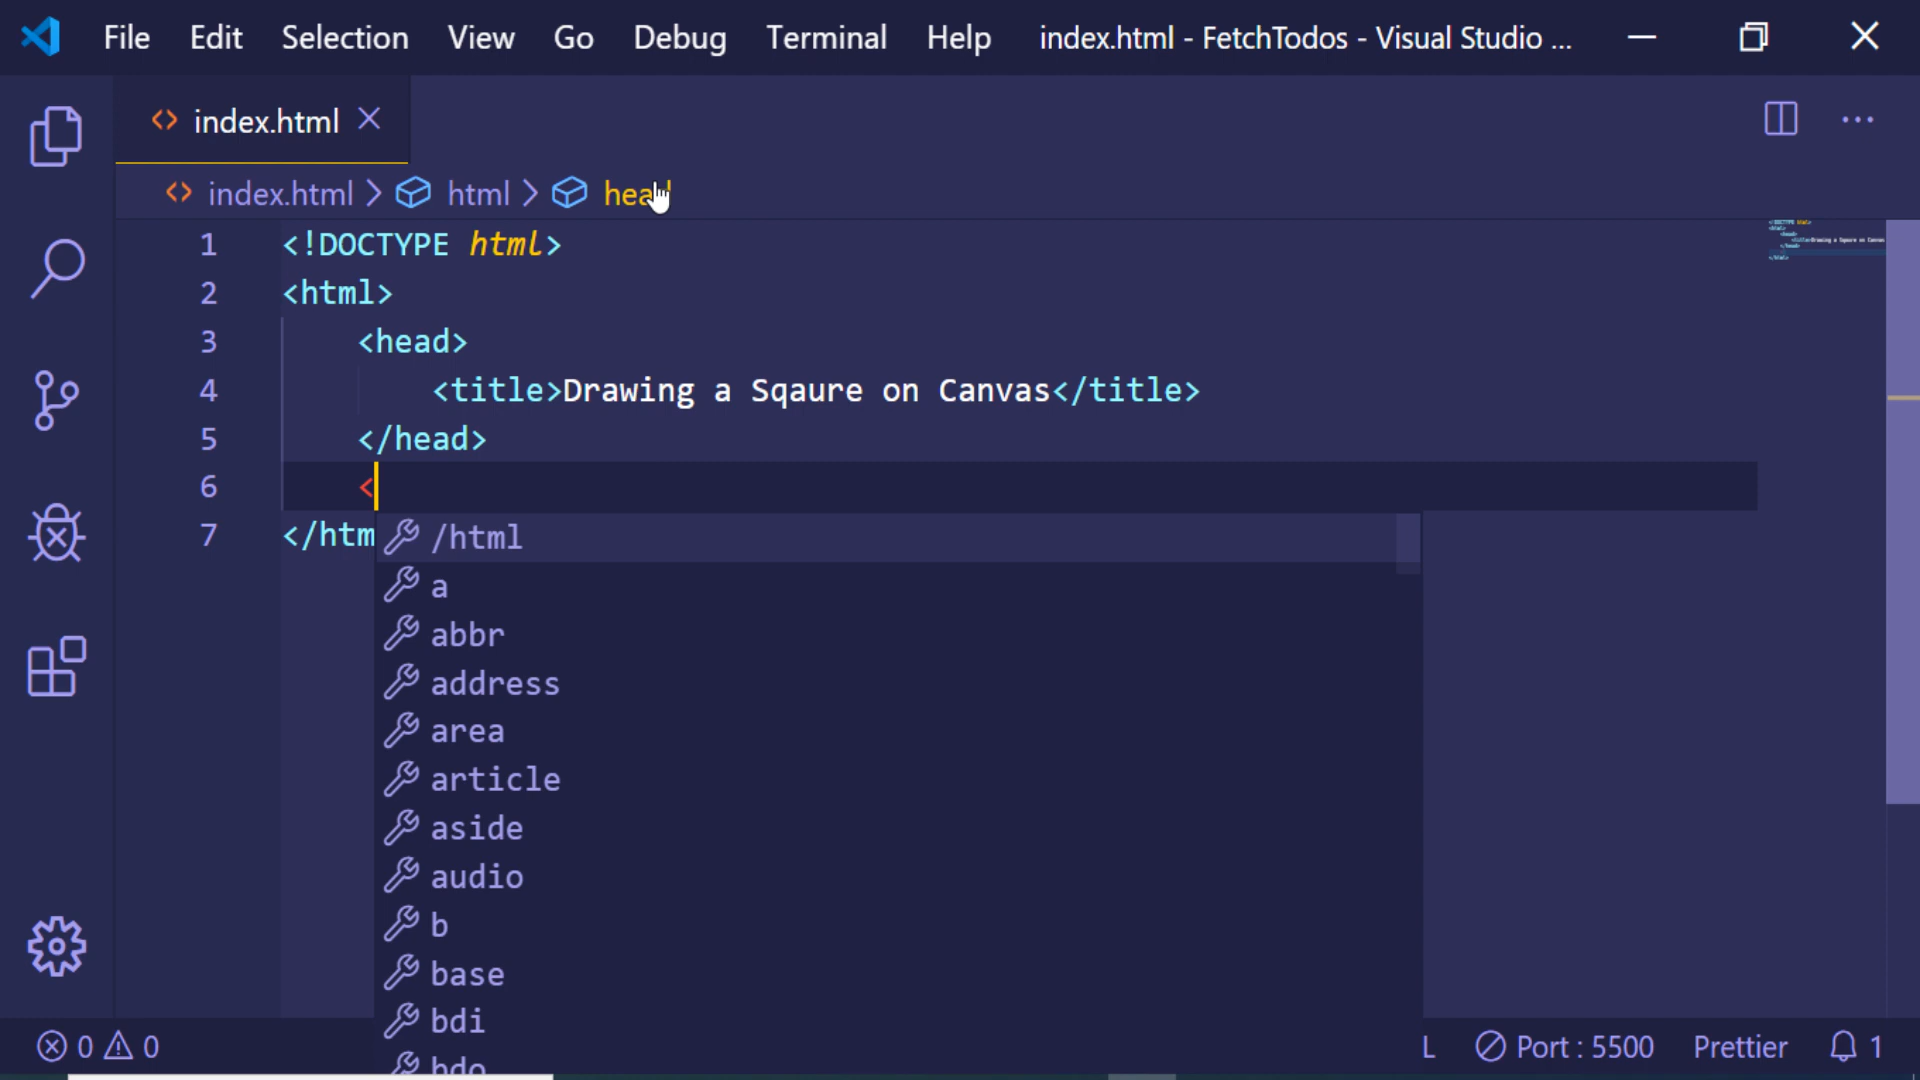 File Edit Selection View Go Debug Terminal Help index.html - FetchTodos - Visual Studio ...
index.html
index.html > html >
1 <!DOCTYPE html>
2 <html>
3 <head>
4 <title>Drawing a Sqaure on Canvas</title>
5 </head>
6 <
7 </htm
/html
a
abbr
address
area
article
aside
audio
b
base
bdi
bdo
0 0 L Port : 5500 Prettier 1